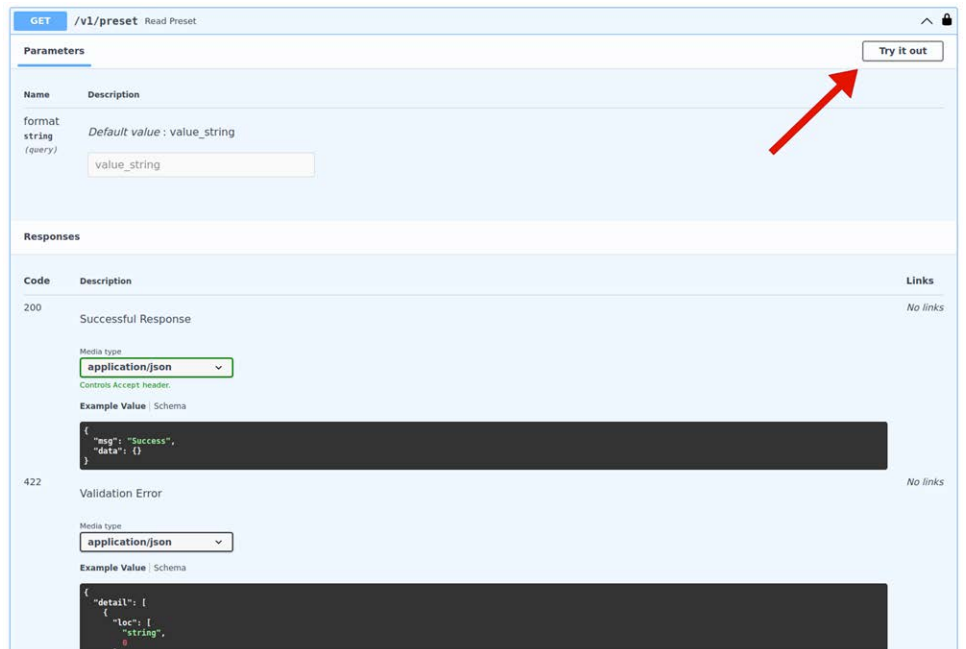 GET /v1/preset Read Preset
Parameters
Try it out
Name Description
format
string
(query)
Default value : value_string
value_string
Responses
Code Description Links
200
Successful Response
No links
Media type
application/json
Controls Accept header.
Example Value | Schema
{
"msg": "Success",
"data": {}
}
422
Validation Error
No links
Media type
application/json
Example Value | Schema
{
"detail": [
{
"loc": [
"string",
0